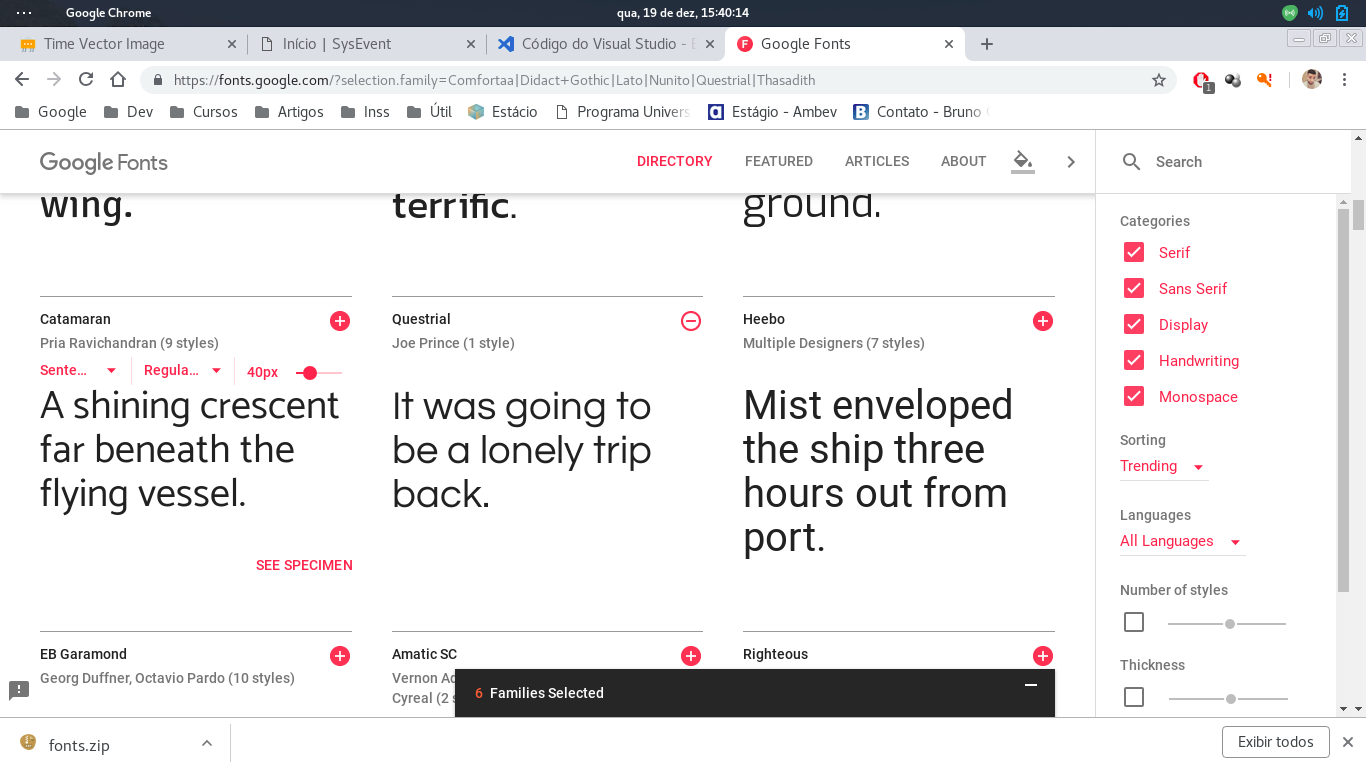 Google Chrome
qua, 19 de dez, 15:40:14
Time Vector Image
Início | SysEvent
Código do Visual Studio - E
Google Fonts
https://fonts.google.com/?selection.family=Comfortaa|Didact+Gothic|Lato|Nunito|Questrial|Thasadith
1
Google
Dev
Cursos
Artigos
Inss
Útil
Estácio
Programa Univers
Estágio - Ambev
Contato - Bruno
Google Fonts
DIRECTORY
FEATURED
ARTICLES
ABOUT
Search
wing.
terrific.
ground.
Catamaran
Pria Ravichandran (9 styles)
Sente...
Regula...
40px
A shining crescent
far beneath the
flying vessel.
SEE SPECIMEN
Questrial
Joe Prince (1 style)
It was going to
be a lonely trip
back.
Heebo
Multiple Designers (7 styles)
Mist enveloped
the ship three
hours out from
port.
EB Garamond
Georg Duffner, Octavio Pardo (10 styles)
Amatic SC
Vernon Ad
Cyreal (2 s
Righteous
6 Families Selected
Categories
Serif
Sans Serif
Display
Handwriting
Monospace
Sorting
Trending
Languages
All Languages
Number of styles
Thickness
fonts.zip
Exibir todos